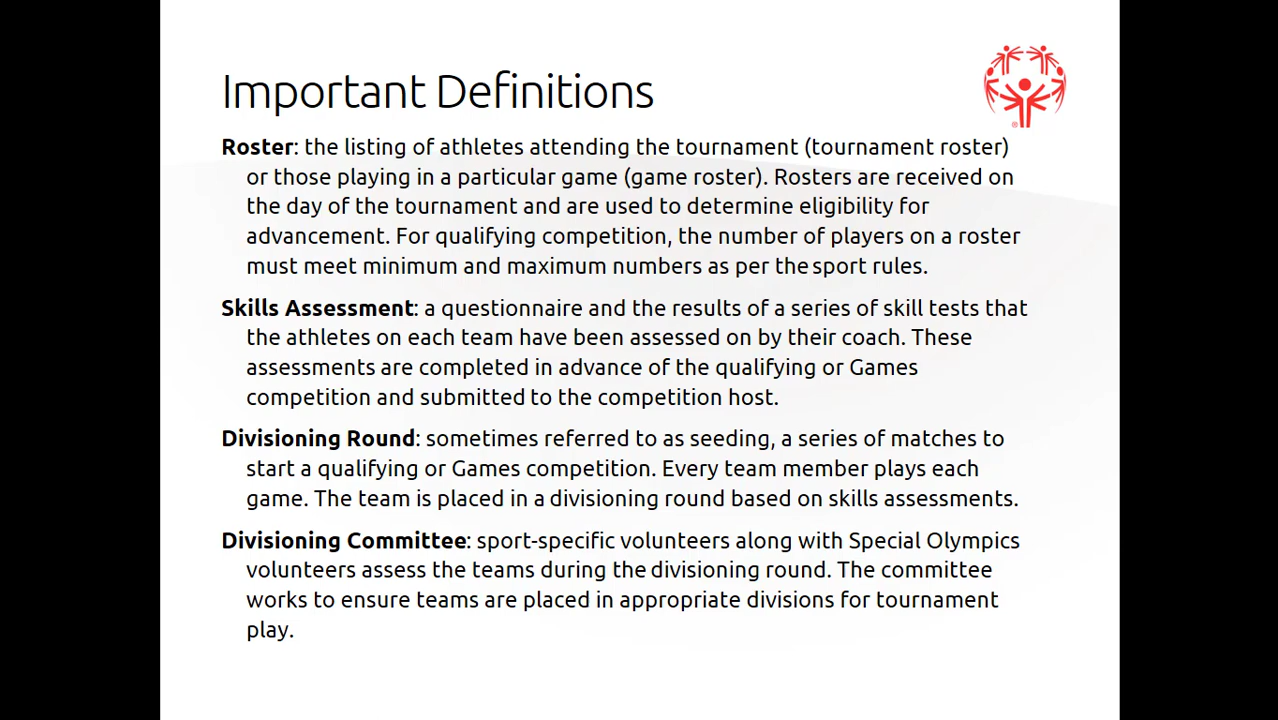 Important Definitions
Roster: the listing of athletes attending the tournament (tournament roster)
or those playing in a particular game (game roster). Rosters are received on
the day of the tournament and are used to determine eligibility for
advancement. For qualifying competition, the number of players on a roster
must meet minimum and maximum numbers as per the sport rules.
Skills Assessment: a questionnaire and the results of a series of skill tests that
the athletes on each team have been assessed on by their coach. These
assessments are completed in advance of the qualifying or Games
competition and submitted to the competition host.
Divisioning Round: sometimes referred to as seeding, a series of matches to
start a qualifying or Games competition. Every team member plays each
game. The team is placed in a divisioning round based on skills assessments.
Divisioning Committee: sport-specific volunteers along with Special Olympics
volunteers assess the teams during the divisioning round. The committee
works to ensure teams are placed in appropriate divisions for tournament
play.
®